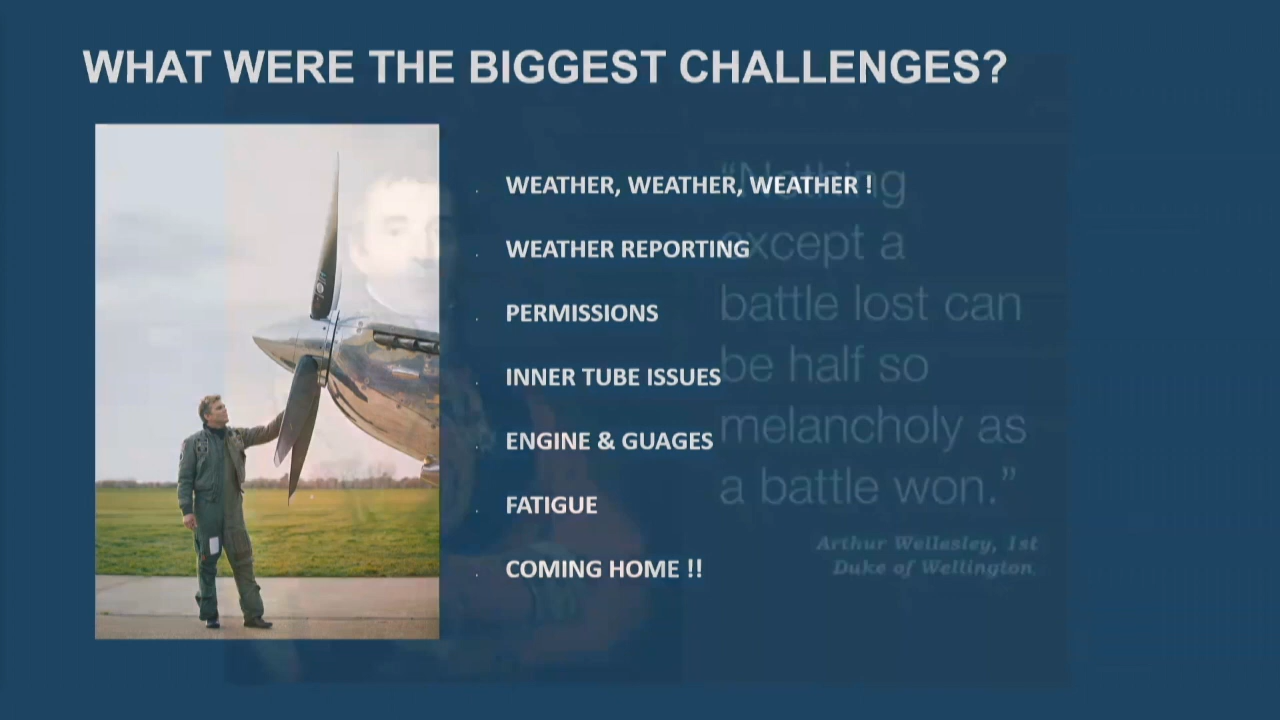 WHAT WERE THE BIGGEST CHALLENGES?
WEATHER, WEATHER, WEATHER !
WEATHER REPORTING
PERMISSIONS
INNER TUBE ISSUES
ENGINE & GUAGES
FATIGUE
COMING HOME !!
“Nothing
except a
battle lost can
be half so
melancholy as
a battle won.”
Arthur Wellesley, 1st
Duke of Wellington